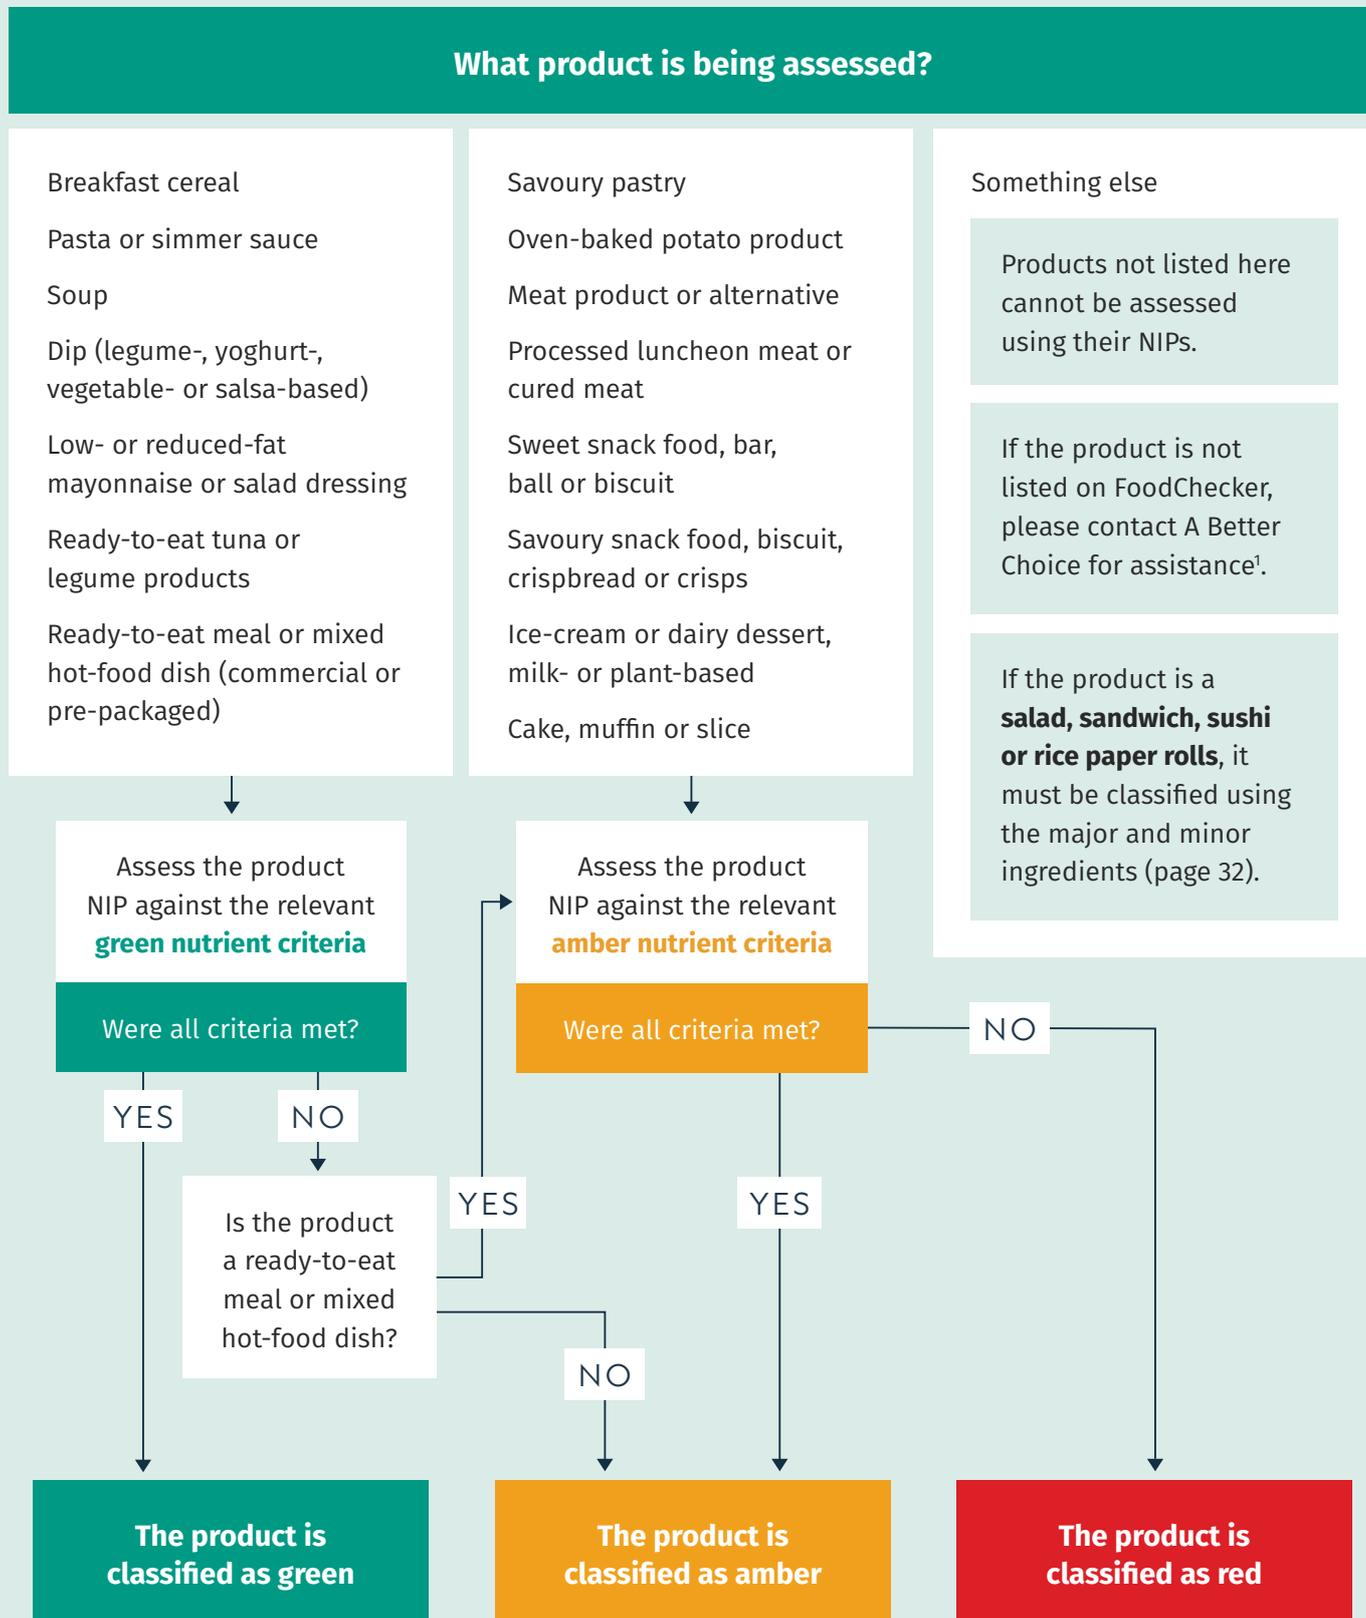 What product is being assessed?
Breakfast cereal
Pasta or simmer sauce
Soup
Dip (legume-, yoghurt-,
vegetable- or salsa-based)
Low- or reduced-fat
mayonnaise or salad dressing
Ready-to-eat tuna or
legume products
Ready-to-eat meal or mixed
hot-food dish (commercial or
pre-packaged)
Savoury pastry
Oven-baked potato product
Meat product or alternative
Processed luncheon meat or
cured meat
Sweet snack food, bar,
ball or biscuit
Savoury snack food, biscuit,
crispbread or crisps
Ice-cream or dairy dessert,
milk- or plant-based
Cake, muffin or slice
Something else
Products not listed here
cannot be assessed
using their NIPs.
If the product is not
listed on FoodChecker,
please contact A Better
Choice for assistance¹.
If the product is a
salad, sandwich, sushi
or rice paper rolls, it
must be classified using
the major and minor
ingredients (page 32).
Assess the product
NIP against the relevant
green nutrient criteria
Were all criteria met?
Assess the product
NIP against the relevant
amber nutrient criteria
Were all criteria met?
NO
YES
NO
Is the product
a ready-to-eat
meal or mixed
hot-food dish?
YES
YES
NO
The product is
classified as green
The product is
classified as amber
The product is
classified as red